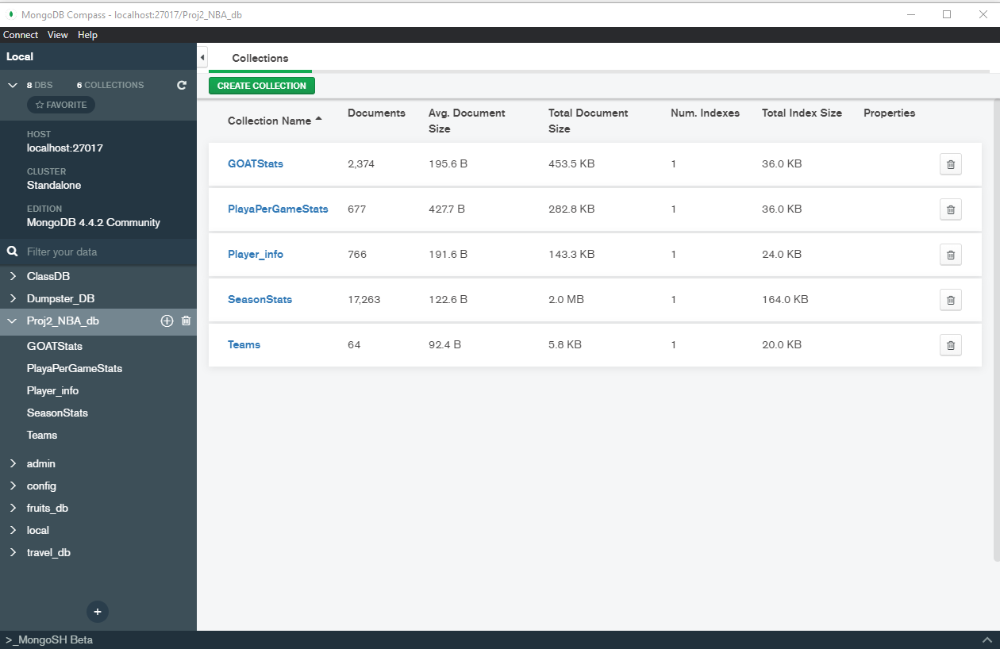 MongoDB Compass - localhost:27017/Proj2_NBA_db
Connect View Help
Local
8 DBS 6 COLLECTIONS
FAVORITE
HOST
localhost:27017
CLUSTER
Standalone
EDITION
MongoDB 4.4.2 Community
Filter your data
ClassDB
Dumpster_DB
Proj2_NBA_db
GOATStats
PlayaPerGameStats
Player_info
SeasonStats
Teams
admin
config
fruits_db
local
travel_db
Collections
CREATE COLLECTION
Collection Name Documents Avg. Document Size Total Document Size Num. Indexes Total Index Size Properties
GOATStats 2,374 195.6 B 453.5 KB 1 36.0 KB
PlayaPerGameStats 677 427.7 B 282.8 KB 1 36.0 KB
Player_info 766 191.6 B 143.3 KB 1 24.0 KB
SeasonStats 17,263 122.6 B 2.0 MB 1 164.0 KB
Teams 64 92.4 B 5.8 KB 1 20.0 KB
>_MongoSH Beta